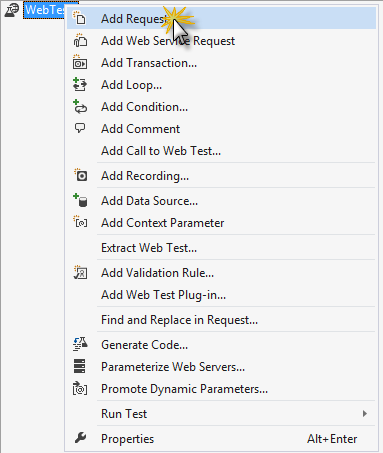 WebTes
Add Request
Add Web Service Request
Add Transaction...
Add Loop...
Add Condition...
Add Comment
Add Call to Web Test...
Add Recording...
Add Data Source...
Add Context Parameter
Extract Web Test...
Add Validation Rule...
Add Web Test Plug-in...
Find and Replace in Request...
Generate Code...
Parameterize Web Servers...
Promote Dynamic Parameters...
Run Test
Properties Alt+Enter